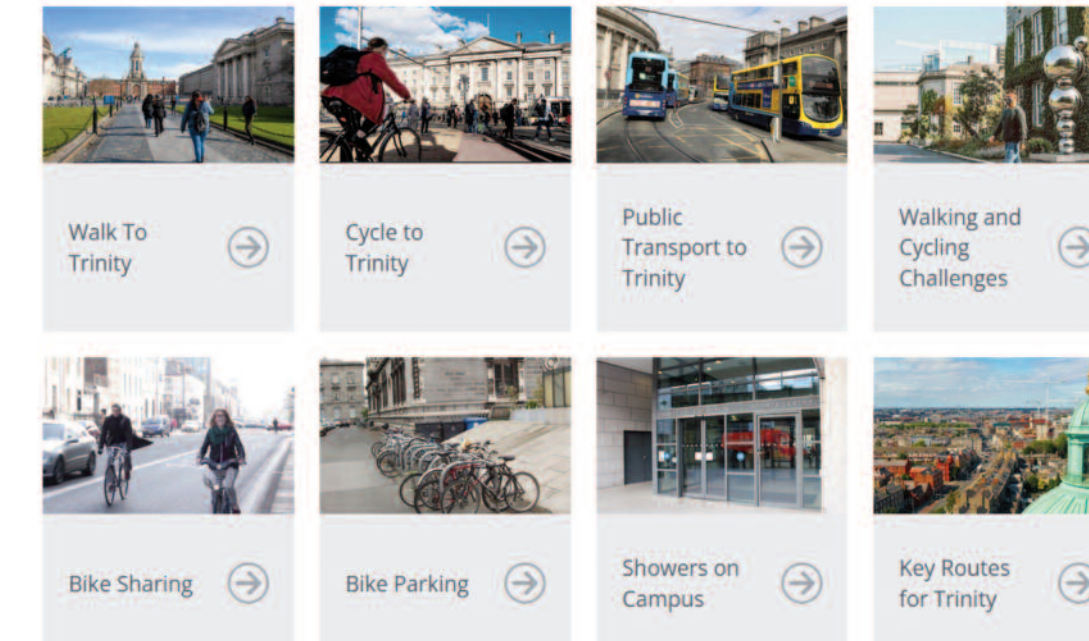 Walk To
Trinity
Cycle to
Trinity
Public
Transport to
Trinity
Walking and
Cycling
Challenges
Bike Sharing
Bike Parking
Showers on
Campus
Key Routes
for Trinity